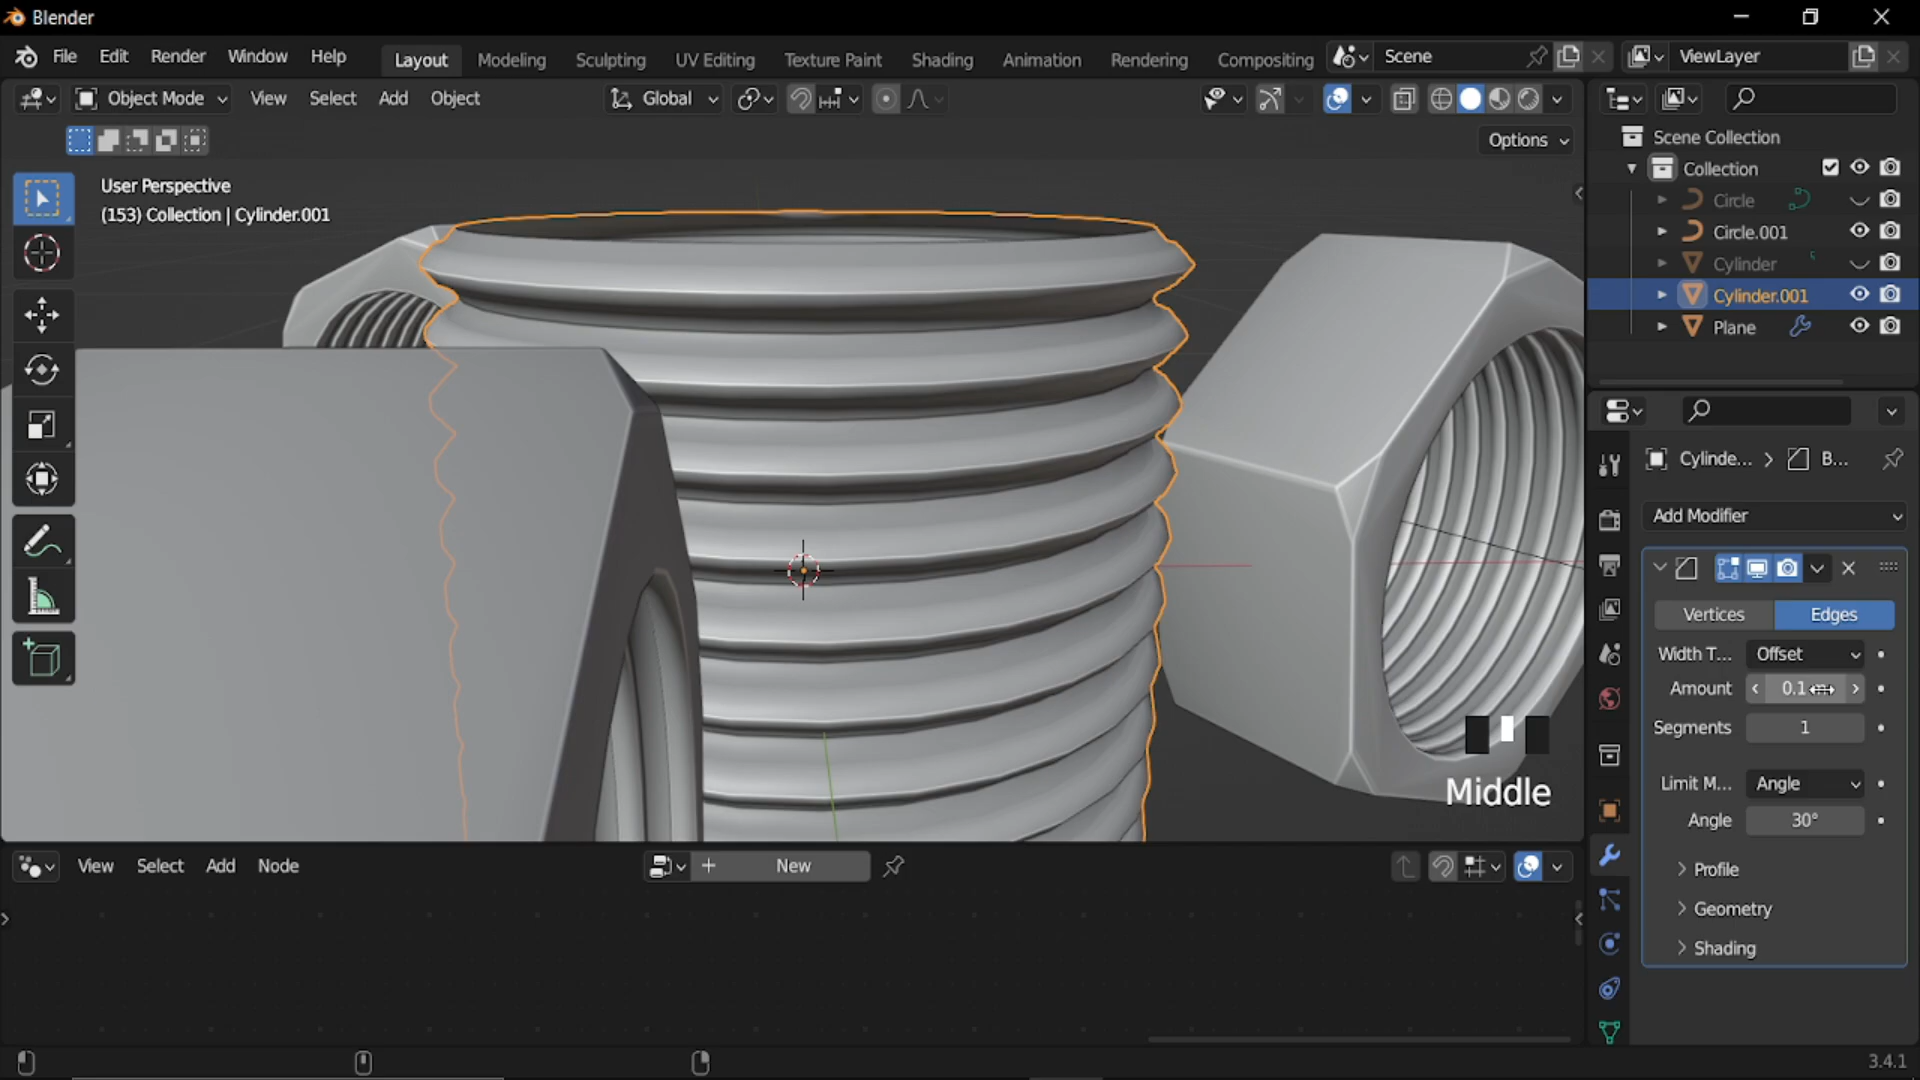 Blender
File Edit Render Window Help Layout Modeling Sculpting UV Editing Texture Paint Shading Animation Rendering Compositing Scene ViewLayer
Object Mode View Select Add Object Global
Options
User Perspective
(153) Collection | Cylinder.001
Scene Collection
Collection
Circle
Circle.001
Cylinder
Cylinder.001
Plane
Cylinde... > B...
Add Modifier
Vertices Edges
Width T... Offset
Amount 0.1
Segments 1
Limit M... Angle
Angle 30°
Profile
Geometry
Shading
Middle
View Select Add Node New
3.4.1